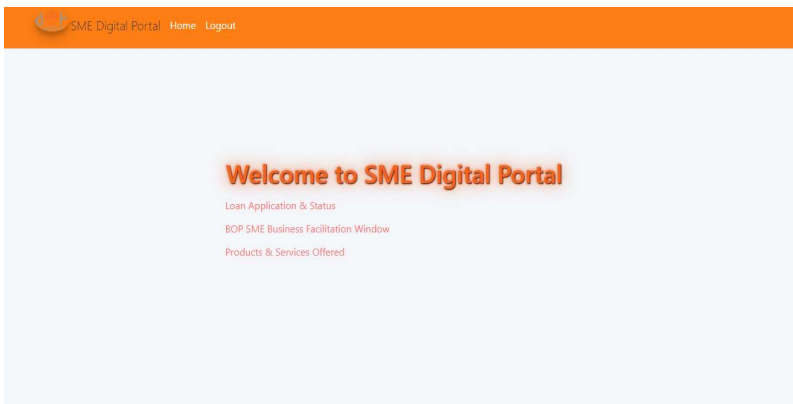 SME Digital Portal Home Logout
Welcome to SME Digital Portal
Loan Application & Status
BOP SME Business Facilitation Window
Products & Services Offered